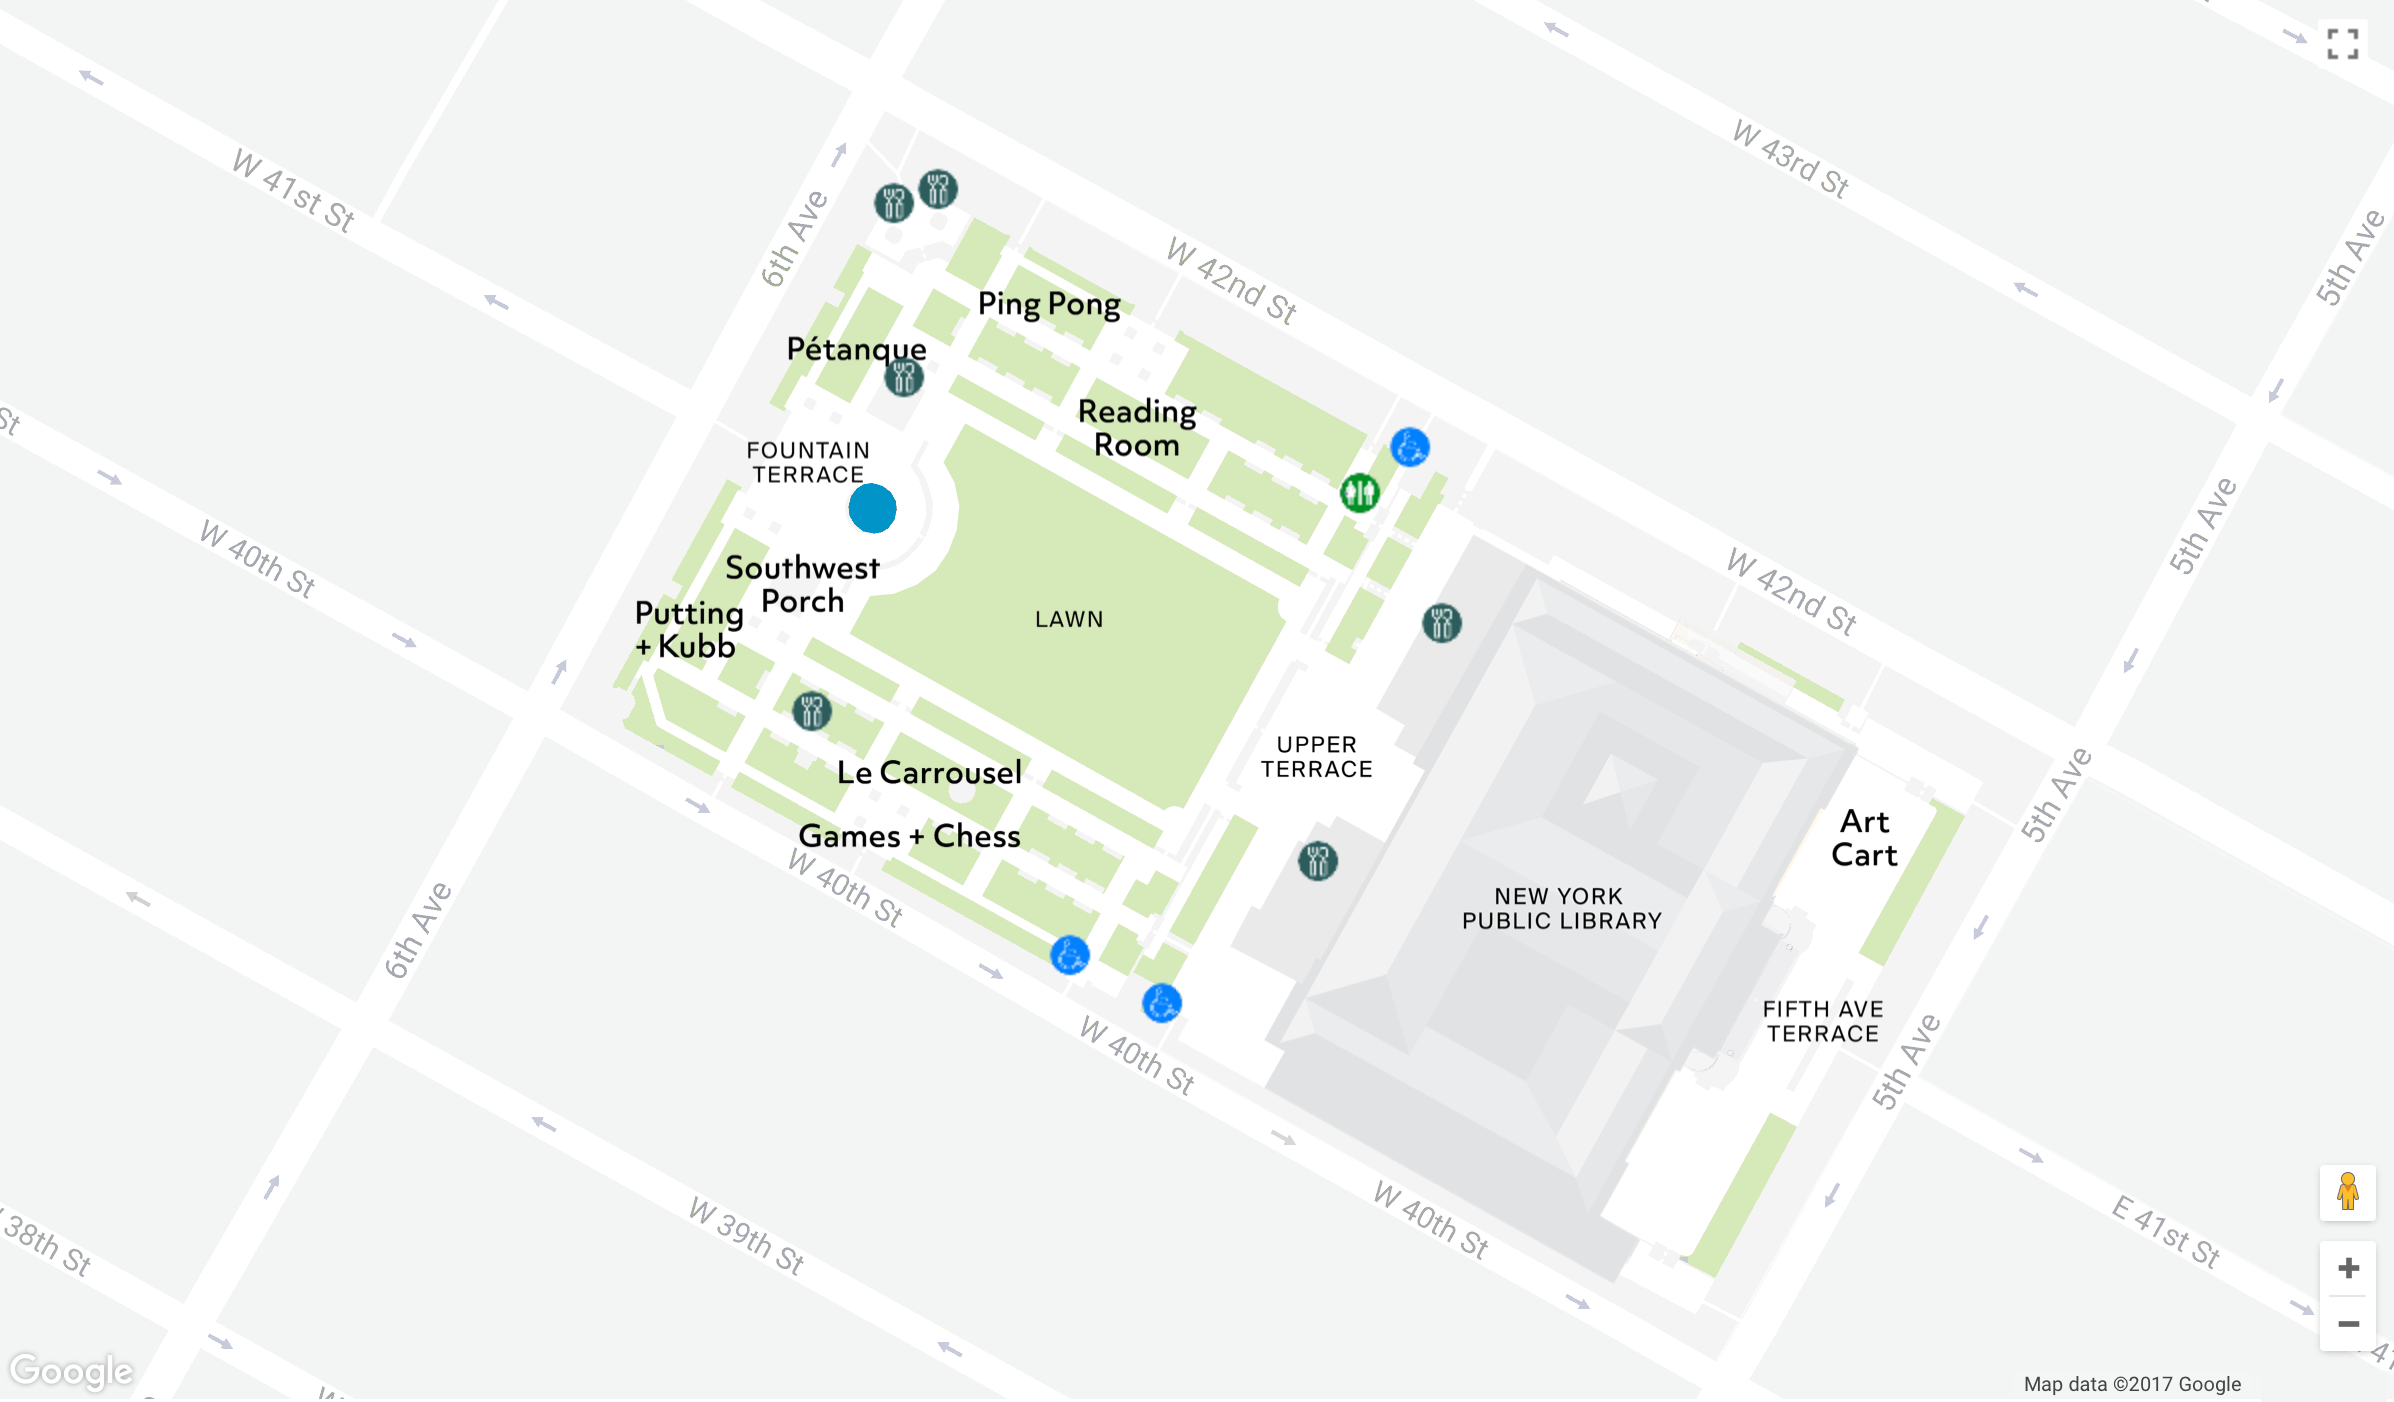 W 41st St
6th Ave
W 43rd St
5th Ave
W 42nd St
Ping Pong
Pétanque
Reading
Room
FOUNTAIN
TERRACE
St
W 40th St
5th Ave
Southwest
Porch
Putting
+ Kubb
LAWN
W 42nd St
UPPER
TERRACE
Le Carrousel
Games + Chess
W 40th St
5th Ave
Art
Cart
NEW YORK
PUBLIC LIBRARY
6th Ave
FIFTH AVE
TERRACE
W 40th St
5th Ave
W 39th St
W 40th St
E 41st St
38th St
Google
Map data ©2017 Google